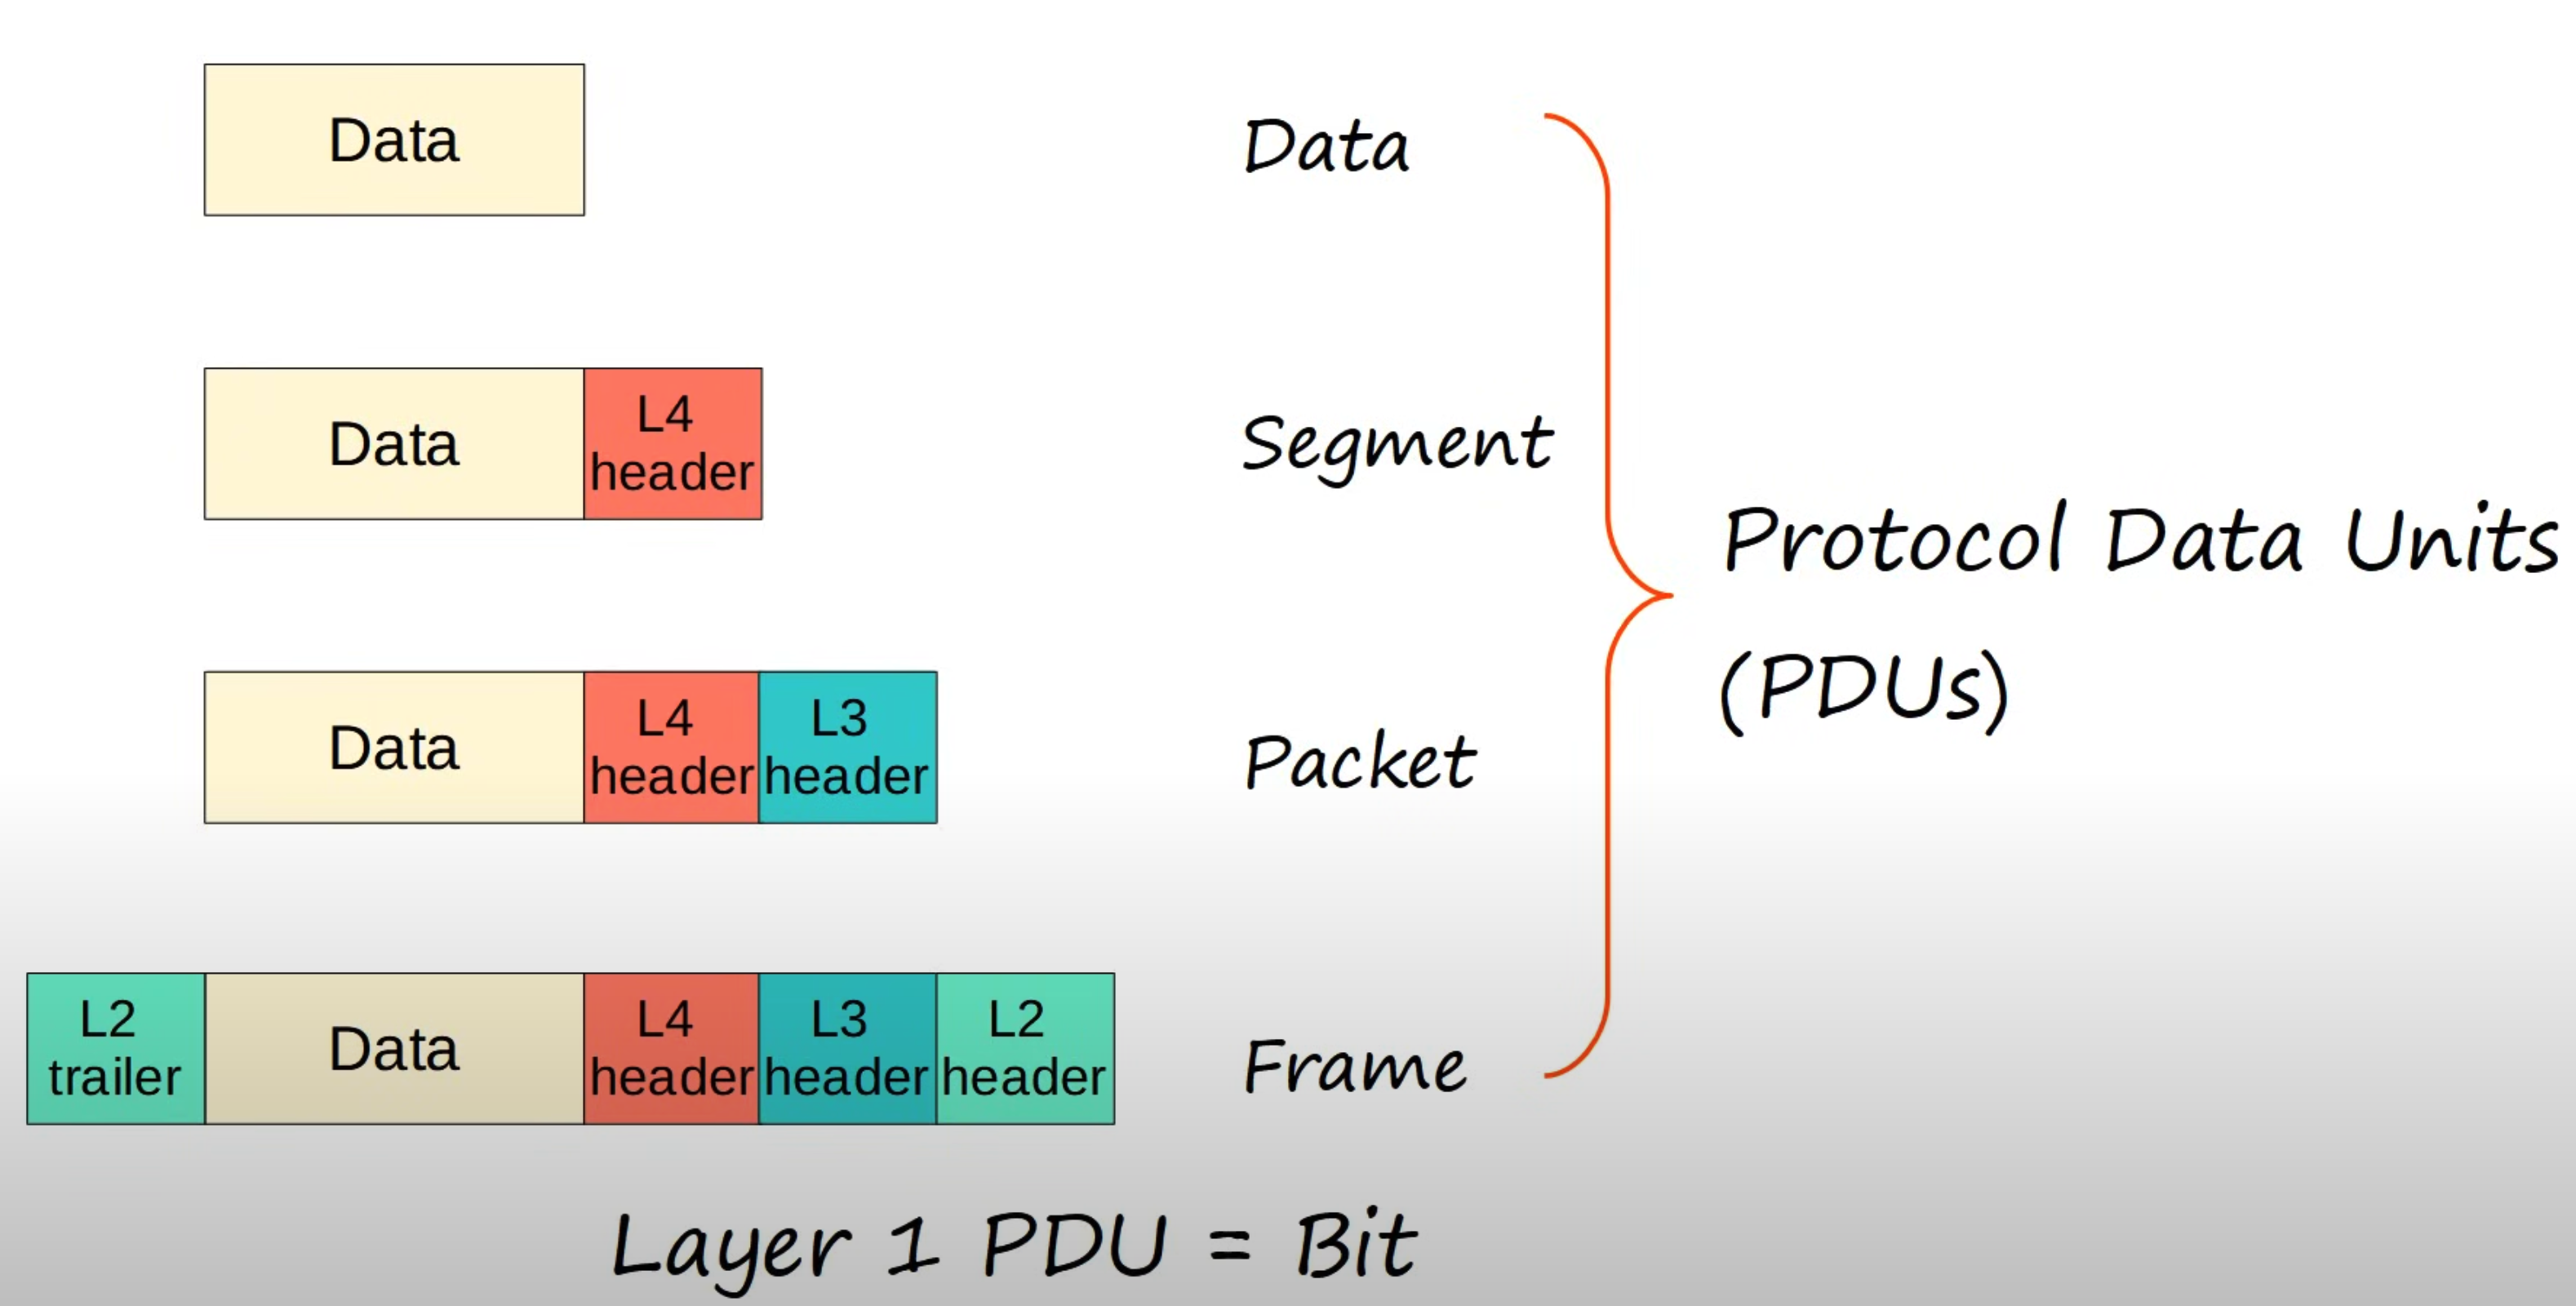 Data
Data
Data
L4
header
Segment
Protocol Data Units
(PDUs)
Data
L4
header
L3
header
Packet
L2
trailer
Data
L4
header
L3
header
L2
header
Frame
Layer 1 PDU = Bit